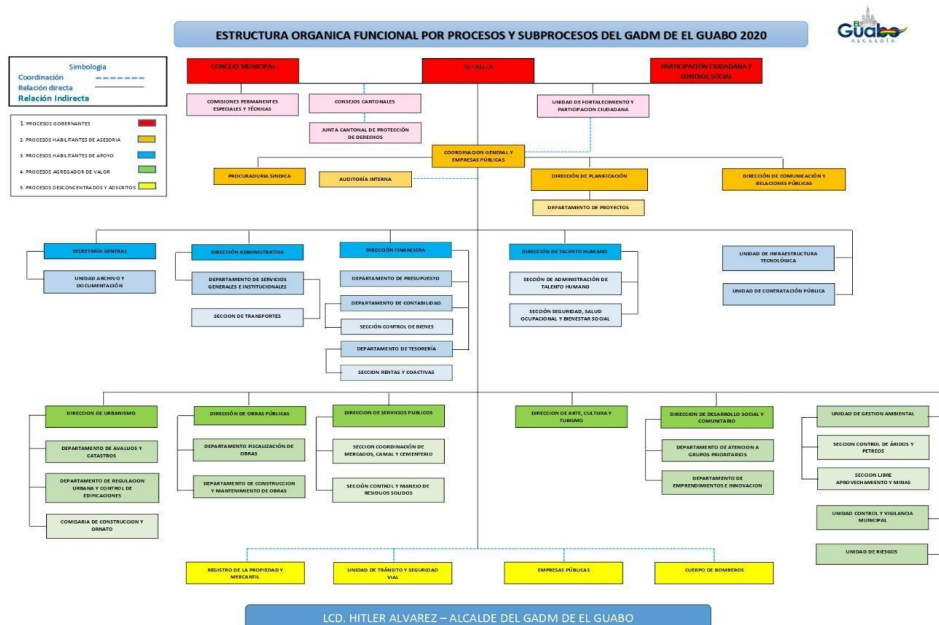 ESTRUCTURA ORGANICA FUNCIONAL POR PROCESOS Y SUBPROCESOS DEL GADM DE EL GUABO 2020
EL
Guabo
ALCALDÍA
Simbología
Coordinación
Relación directa
Relación Indirecta
1. PROCESOS GOBERNANTES
2. PROCESOS HABILITANTES DE ASESORIA
3. PROCESOS HABILITANTES DE APOYO
4. PROCESOS AGREGADOR DE VALOR
5. PROCESOS DESCONCENTRADOS Y ADSCRITOS
CONCEJO MUNICIPAL
PARTICIPACIÓN CIUDADANA Y
CONTROL SOCIAL
COMISIONES PERMANENTES
ESPECIALES Y TÉCNICAS
CONSEJOS CANTONALES
UNIDAD DE FORTALECIMIENTO Y
PARTICIPACION CIUDADANA
JUNTA CANTONAL DE PROTECCIÓN
DE DERECHOS
COORDINACION GENERAL Y
EMPRESAS PÚBLICAS
PROCURADURIA SINDICA
AUDITORÍA INTERNA
DIRECCIÓN DE PLANIFICACIÓN
DIRECCIÓN DE COMUNICACIÓN Y
RELACIONES PÚBLICAS
DEPARTAMENTO DE PROYECTOS
SECRETARÍA GENERAL
DIRECCIÓN ADMINISTRATIVA
DIRECCIÓN FINANCIERA
DIRECCIÓN DE TALENTO HUMANO
UNIDAD DE INFRAESTRUCTURA
TECNOLÓGICA
UNIDAD ARCHIVO Y
DOCUMENTACIÓN
DEPARTAMENTO DE SERVICIOS
GENERALES E INSTITUCIONALES
DEPARTAMENTO DE PRESUPUESTO
SECCIÓN DE ADMINISTRACIÓN DE
TALENTO HUMANO
UNIDAD DE CONTRATACIÓN PÚBLICA
SECCION DE TRANSPORTES
DEPARTAMENTO DE CONTABILIDAD
SECCIÓN SEGURIDAD, SALUD
OCUPACIONAL Y BIENESTAR SOCIAL
SECCIÓN CONTROL DE BIENES
DEPARTAMENTO DE TESORERÍA
SECCION RENTAS Y COACTIVAS
DIRECCION DE URBANISMO
DIRECCIÓN DE OBRAS PÚBLICAS
DIRECCION DE SERVICIOS PUBLICOS
DIRECCION DE ARTE, CULTURA Y
TURISMO
DIRECCION DE DESARROLLO SOCIAL Y
COMUNITARIO
UNIDAD DE GESTION AMBIENTAL
DEPARTAMENTO DE AVALUOS Y
CATASTROS
DEPARTAMENTO FISCALIZACIÓN DE
OBRAS
SECCION COORDINACIÓN DE
MERCADOS, CAMAL Y CEMENTERIO
DEPARTAMENTO DE ATENCION A
GRUPOS PRIORITARIOS
SECCION CONTROL DE ÁRIDOS Y
PETREOS
DEPARTAMENTO DE REGULACION
URBANA Y CONTROL DE
EDIFICACIONES
DEPARTAMENTO DE CONSTRUCCION
Y MANTENIMIENTO DE OBRAS
SECCIÓN CONTROL Y MANEJO DE
RESIDUOS SOLIDOS
DEPARTAMENTO DE
EMPRENDIMIENTOS E INNOVACION
SECCION LIBRE
APROVECHAMIENTO Y MINAS
COMISARIA DE CONSTRUCCION Y
ORNATO
UNIDAD CONTROL Y VIGILANCIA
MUNICIPAL
UNIDAD DE RIESGOS
REGISTRO DE LA PROPIEDAD Y
MERCANTIL
UNIDAD DE TRÁNSITO Y SEGURIDAD
VIAL
EMPRESAS PÚBLICAS
CUERPO DE BOMBEROS
LCD. HITLER ALVAREZ – ALCALDE DEL GADM DE EL GUABO